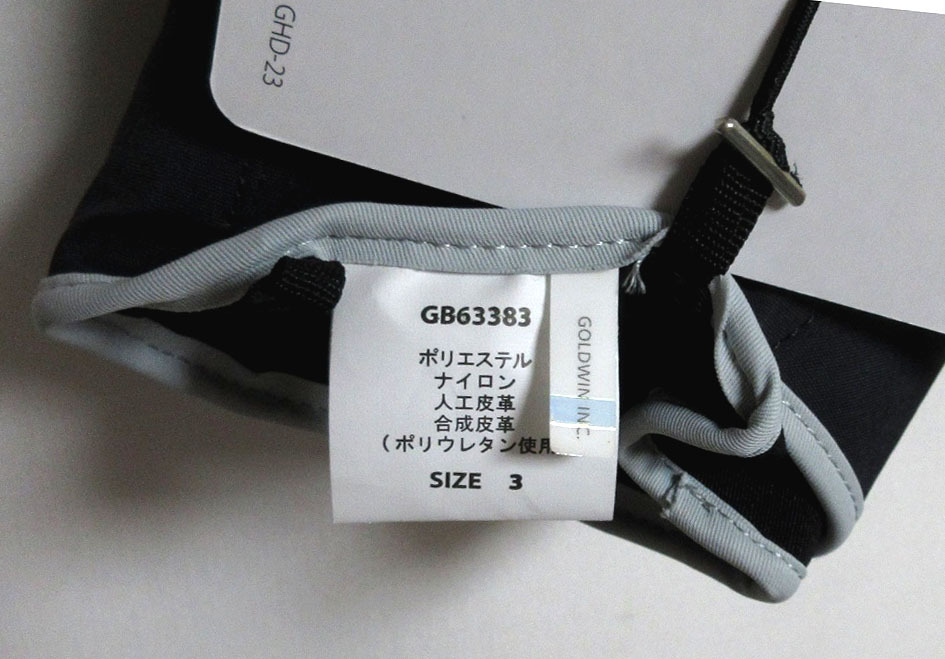 GHD-23
GB63383
ポリエステル
ナイロン
人工皮革
合成皮革
(ポリウレタン使用
SIZE 3
GOLDWIN INC.